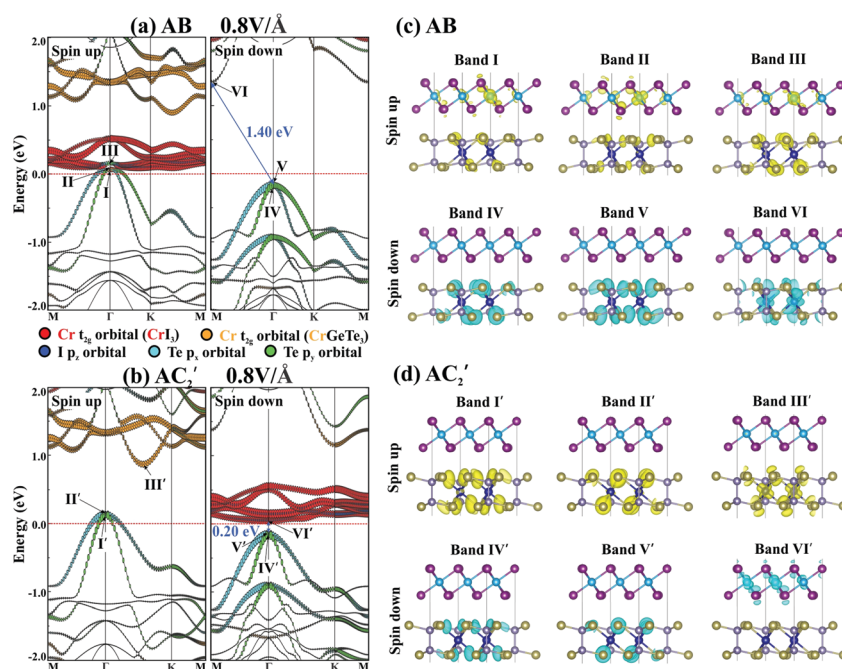 (a) AB 0.8V/Å
Spin up Spin down
2.0
1.0
0.0
-1.0
-2.0
Energy (eV)
III
II
I
VI
1.40 eV
V
IV
M Γ K M M Γ K M
Cr t2g orbital (CrI3) Cr t2g orbital (CrGeTe3)
I pz orbital Te px orbital Te py orbital
(b) AC2′ 0.8V/Å
Spin up Spin down
2.0
1.0
0.0
-1.0
-2.0
Energy (eV)
III′
II′
I′
0.20 eV
VI′
V′
IV′
M Γ K M M Γ K M
(c) AB
Band I Band II Band III
Spin up
Band IV Band V Band VI
Spin down
(d) AC2′
Band I′ Band II′ Band III′
Spin up
Band IV′ Band V′ Band VI′
Spin down